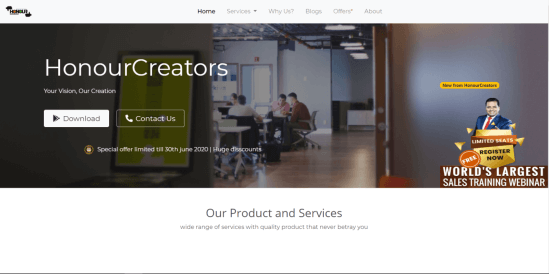 HONOUR
Home
Services
Why Us?
Blogs
Offers*
About
HonourCreators
Your Vision, Our Creation
Download
Contact Us
Special offer limited till 30th june 2020 | Huge discounts
New from HonourCreators
LIMITED SEATS
FREE
REGISTER
NOW
WORLD'S LARGEST
SALES TRAINING WEBINAR
Our Product and Services
wide range of services with quality product that never betray you